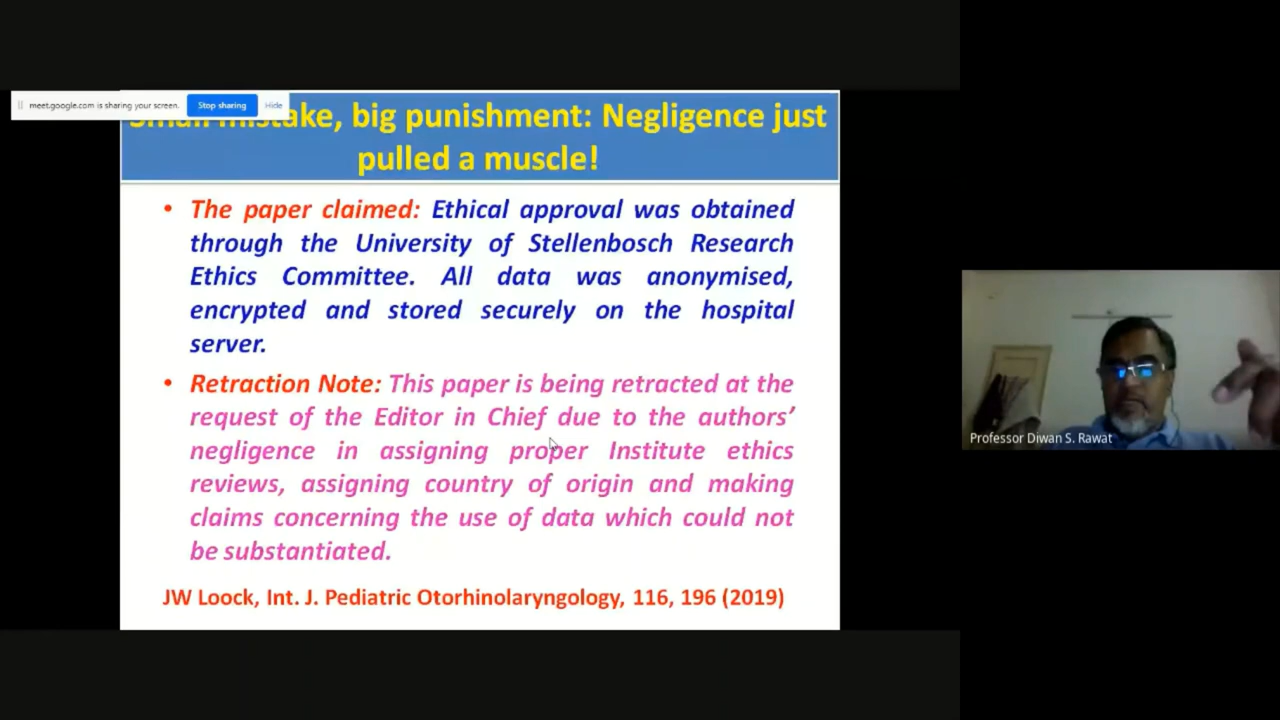 meet.google.com is sharing your screen. Stop sharing Hide
mistake, big punishment: Negligence just
pulled a muscle!
• The paper claimed: Ethical approval was obtained
through the University of Stellenbosch Research
Ethics Committee. All data was anonymised,
encrypted and stored securely on the hospital
server.
• Retraction Note: This paper is being retracted at the
request of the Editor in Chief due to the authors’
negligence in assigning proper Institute ethics
reviews, assigning country of origin and making
claims concerning the use of data which could not
be substantiated.
JW Loock, Int. J. Pediatric Otorhinolaryngology, 116, 196 (2019)
Professor Diwan S. Rawat